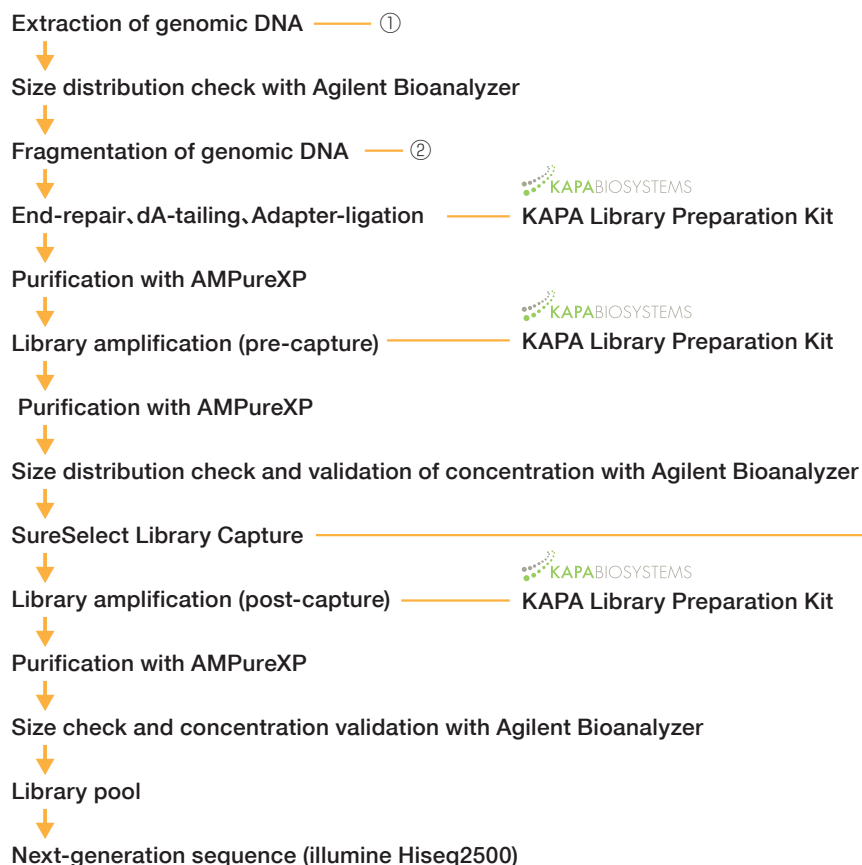 Extraction of genomic DNA ①
Size distribution check with Agilent Bioanalyzer
Fragmentation of genomic DNA ②
KAPABIOSYSTEMS
End-repair、dA-tailing、Adapter-ligation KAPA Library Preparation Kit
Purification with AMPureXP
KAPABIOSYSTEMS
Library amplification (pre-capture) KAPA Library Preparation Kit
Purification with AMPureXP
Size distribution check and validation of concentration with Agilent Bioanalyzer
SureSelect Library Capture
KAPABIOSYSTEMS
Library amplification (post-capture) KAPA Library Preparation Kit
Purification with AMPureXP
Size check and concentration validation with Agilent Bioanalyzer
Library pool
Next-generation sequence (illumine Hiseq2500)